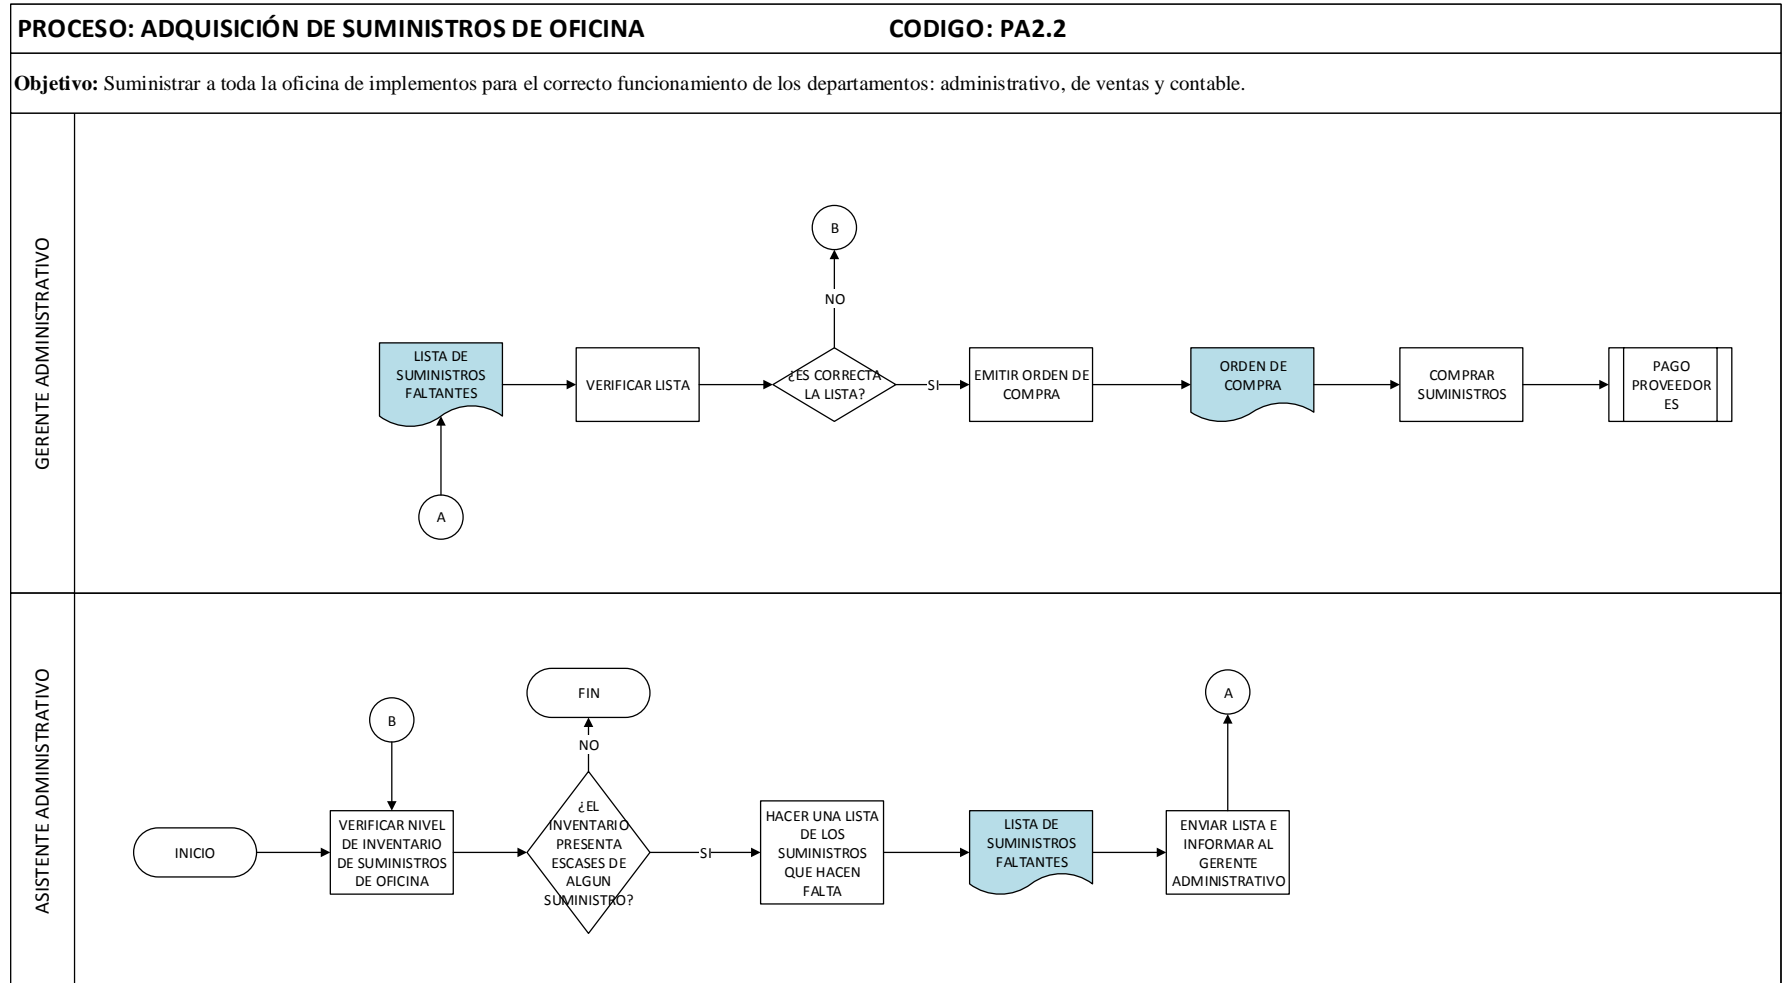 PROCESO: ADQUISICIÓN DE SUMINISTROS DE OFICINA CODIGO: PA2.2
Objetivo: Suministrar a toda la oficina de implementos para el correcto funcionamiento de los departamentos: administrativo, de ventas y contable.
GERENTE ADMINISTRATIVO
B
NO
LISTA DE
SUMINISTROS
FALTANTES
VERIFICAR LISTA
¿ES CORRECTA
LA LISTA?
SI
EMITIR ORDEN DE
COMPRA
ORDEN DE
COMPRA
COMPRAR
SUMINISTROS
PAGO
PROVEEDOR
ES
A
ASISTENTE ADMINISTRATIVO
B
FIN
A
NO
INICIO
VERIFICAR NIVEL
DE INVENTARIO
DE SUMINISTROS
DE OFICINA
¿EL
INVENTARIO
PRESENTA
ESCASES DE
ALGUN
SUMINISTRO?
SI
HACER UNA LISTA
DE LOS
SUMINISTROS
QUE HACEN
FALTA
LISTA DE
SUMINISTROS
FALTANTES
ENVIAR LISTA E
INFORMAR AL
GERENTE
ADMINISTRATIVO